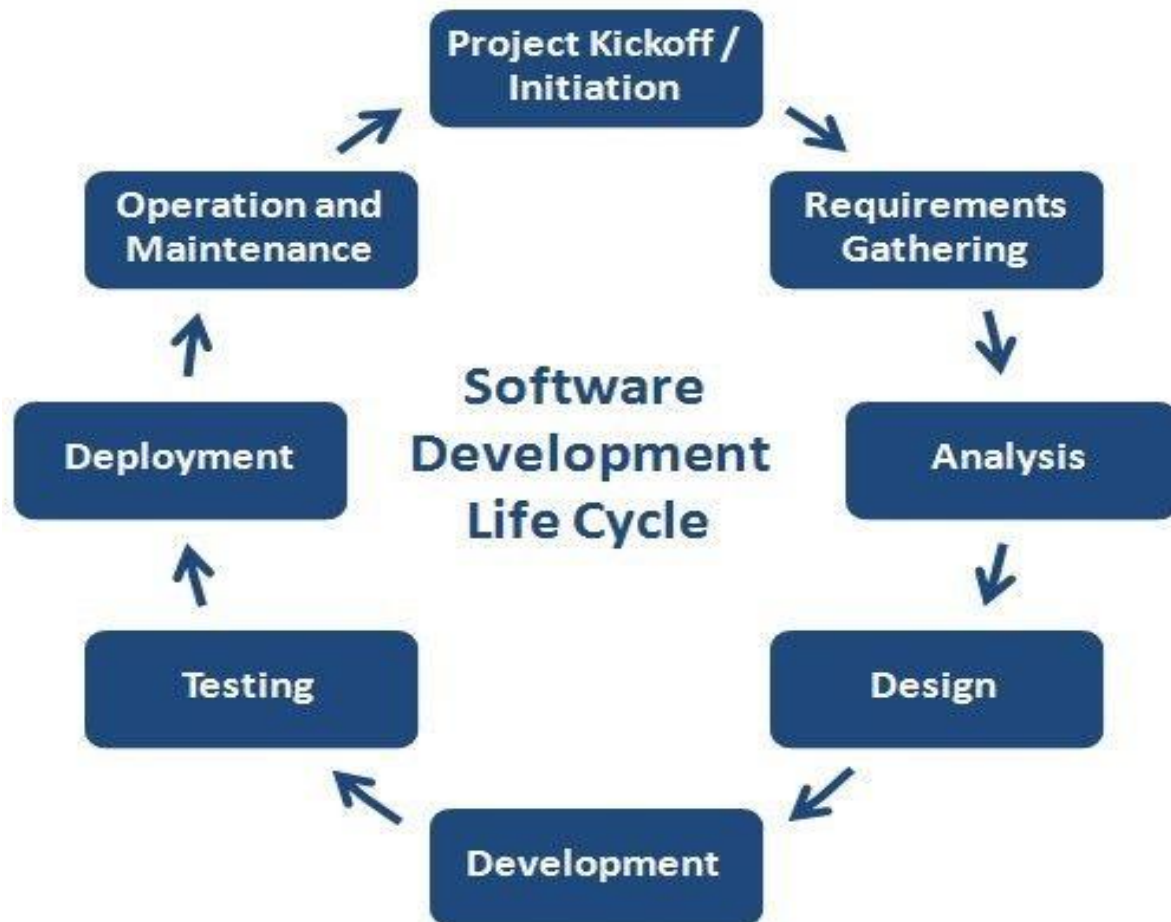 Project Kickoff /
Initiation
Requirements
Gathering
Analysis
Design
Development
Testing
Deployment
Operation and
Maintenance
Software
Development
Life Cycle